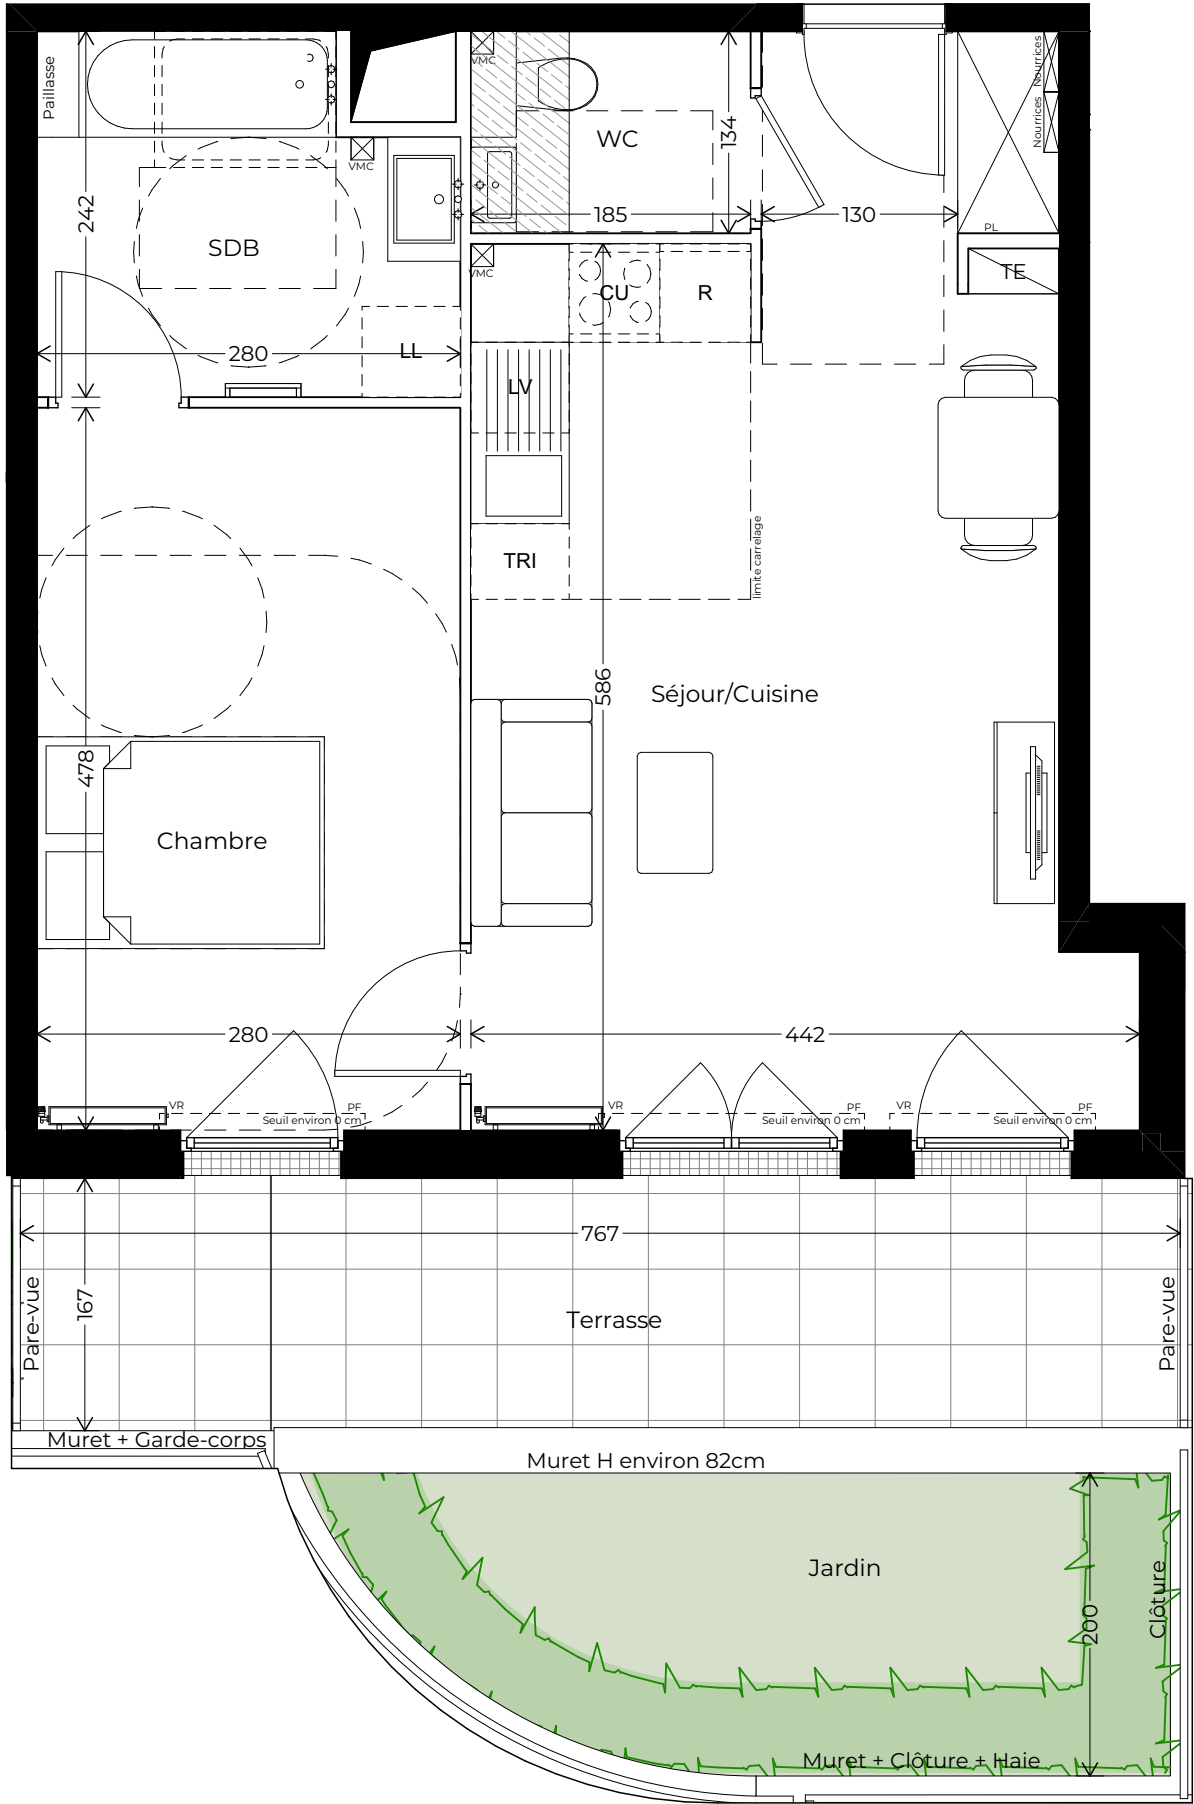 Paillasse
VMC
WC
134
Nourrices
Nourrices
VMC
242
185
130
PL
SDB
VMC
TE
CU
R
280
LL
LV
limite carrelage
TRI
586
Séjour/Cuisine
478
Chambre
280
442
VR
PF
Seuil environ 0 cm
VR
PF
Seuil environ 0 cm
VR
PF
Seuil environ 0 cm
767
Pare-vue
167
Terrasse
Pare-vue
Muret + Garde-corps
Muret H environ 82cm
Jardin
200
Clôture
Muret + Clôture + Haie